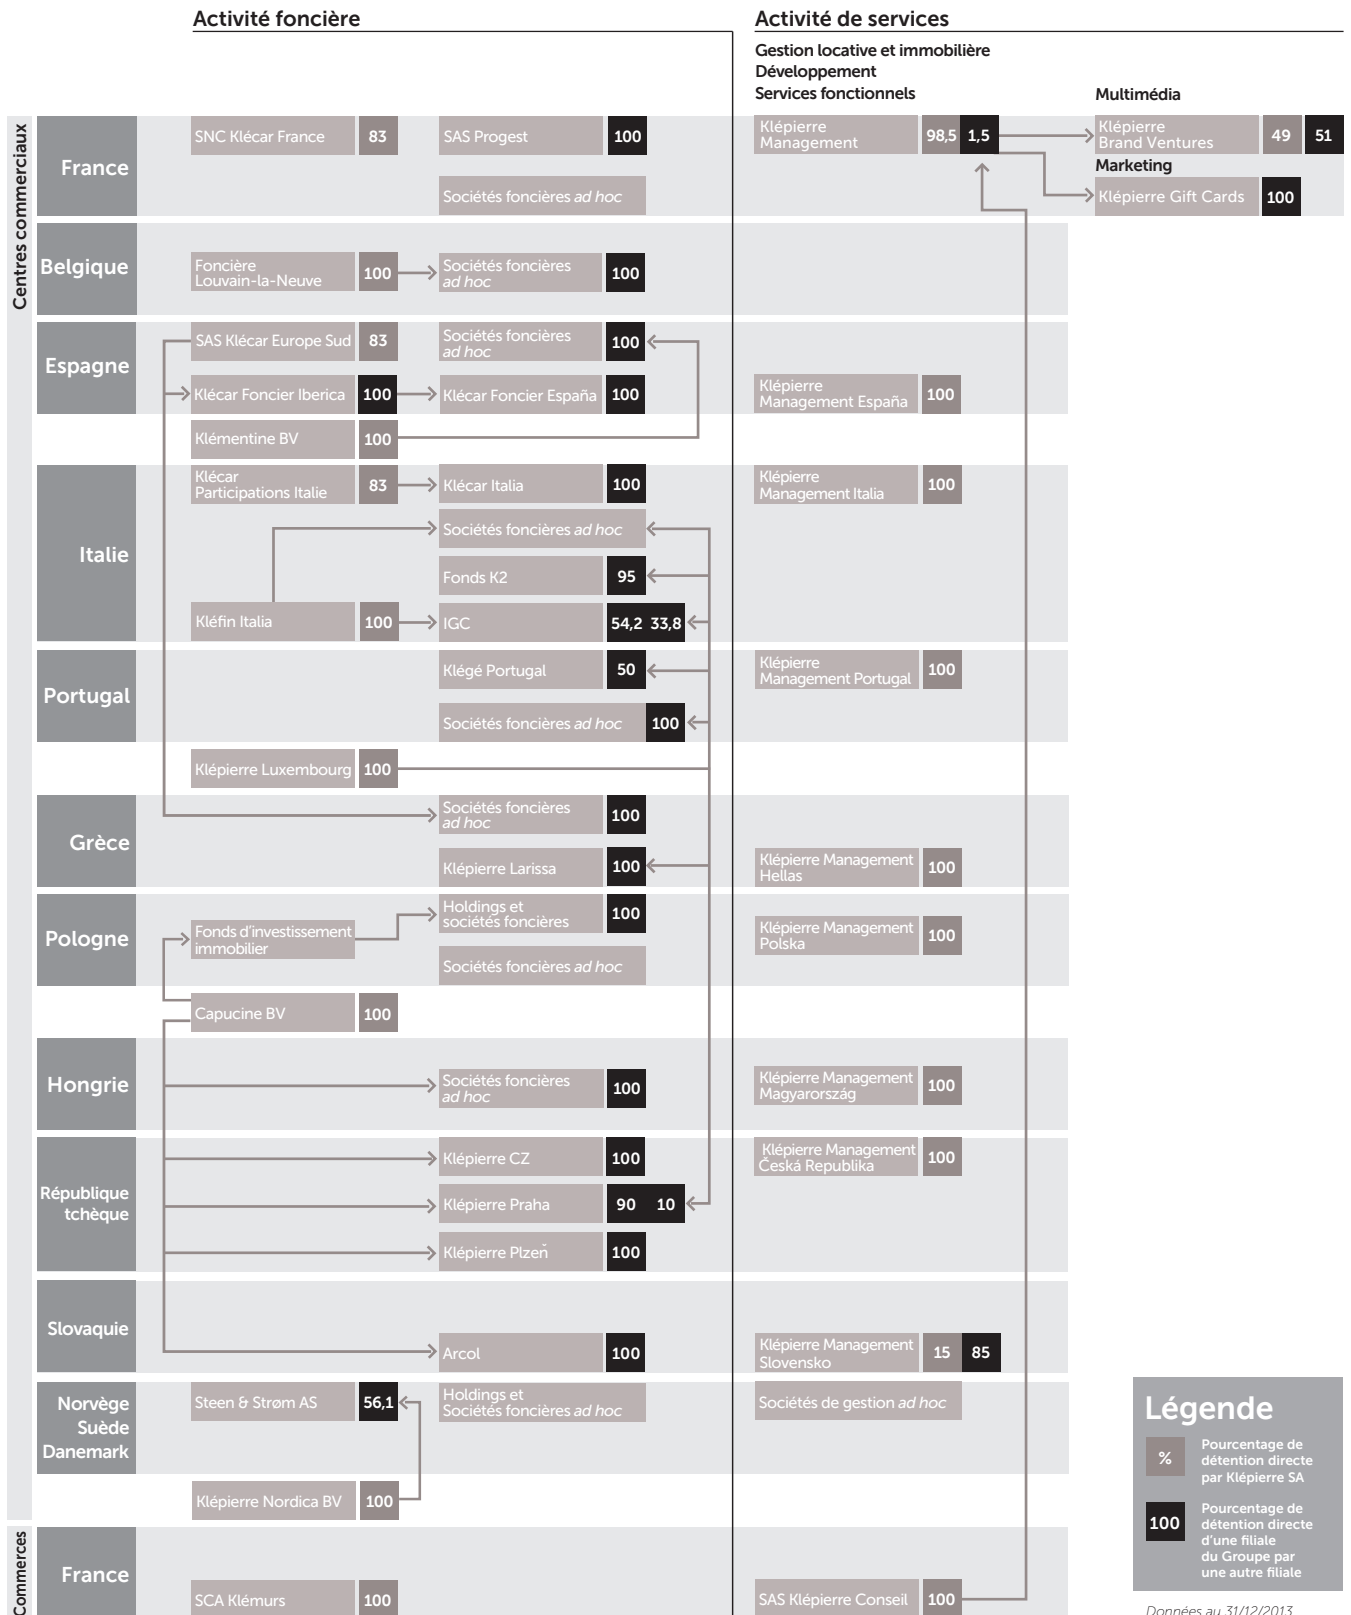 Activité foncière
Activité de services
Gestion locative et immobilière
Développement
Services fonctionnels
Multimédia
Centres commerciaux
France
SNC Klécar France 83
SAS Progest 100
Sociétés foncières ad hoc
Klépierre
Management 98,5 1,5
Klépierre
Brand Ventures 49 51
Marketing
Klépierre Gift Cards 100
Belgique
Foncière
Louvain-la-Neuve 100
Sociétés foncières
ad hoc 100
Espagne
SAS Klécar Europe Sud 83
Sociétés foncières
ad hoc 100
Klécar Foncier Iberica 100
Klécar Foncier España 100
Klépierre
Management España 100
Klémentine BV 100
Italie
Klécar
Participations Italie 83
Klécar Italia 100
Klépierre
Management Italia 100
Sociétés foncières ad hoc
Fonds K2 95
Kléfin Italia 100
IGC 54,2 33,8
Portugal
Klégé Portugal 50
Klépierre
Management Portugal 100
Sociétés foncières ad hoc 100
Klépierre Luxembourg 100
Grèce
Sociétés foncières
ad hoc 100
Klépierre Larissa 100
Klépierre Management
Hellas 100
Pologne
Fonds d'investissement
immobilier
Holdings et
sociétés foncières 100
Sociétés foncières ad hoc
Klépierre Management
Polska 100
Capucine BV 100
Hongrie
Sociétés foncières
ad hoc 100
Klépierre Management
Magyarország 100
République
tchèque
Klépierre CZ 100
Klépierre Management
Česká Republika 100
Klépierre Praha 90 10
Klépierre Plzeň 100
Slovaquie
Arcol 100
Klépierre Management
Slovensko 15 85
Norvège
Suède
Danemark
Steen & Strøm AS 56,1
Holdings et
Sociétés foncières ad hoc
Sociétés de gestion ad hoc
Klépierre Nordica BV 100
Commerces
France
SCA Klémurs 100
SAS Klépierre Conseil 100
Légende
%
Pourcentage de
détention directe
par Klépierre SA
100
Pourcentage de
détention directe
d'une filiale
du Groupe par
une autre filiale
Données au 31/12/2013